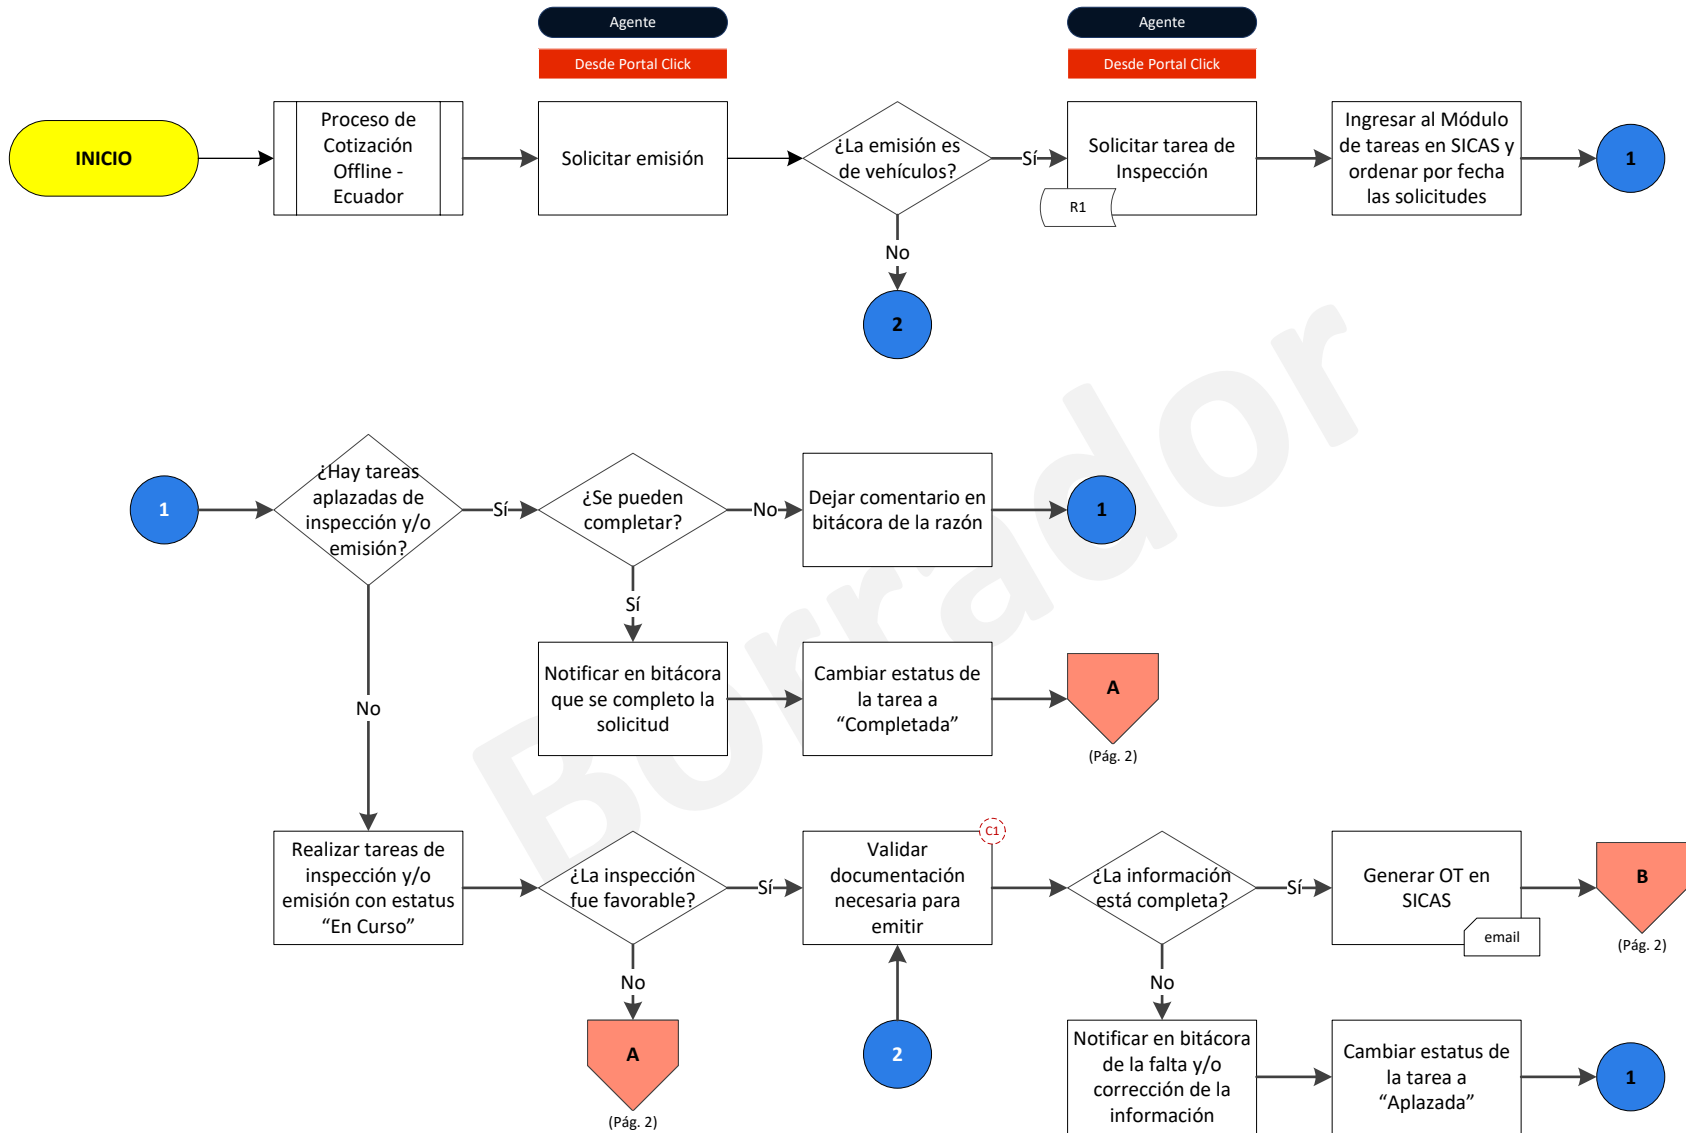 Agente
Desde Portal Click
Agente
Desde Portal Click
INICIO
Proceso de
Cotización
Offline -
Ecuador
Solicitar emisión
¿La emisión es
de vehículos?
Sí
Solicitar tarea de
Inspección
R1
Ingresar al Módulo
de tareas en SICAS y
ordenar por fecha
las solicitudes
1
No
2
Borrador
1
¿Hay tareas
aplazadas de
inspección y/o
emisión?
Sí
¿Se pueden
completar?
No
Dejar comentario en
bitácora de la razón
1
Sí
No
Notificar en bitácora
que se completo la
solicitud
Cambiar estatus de
la tarea a
“Completada”
A
(Pág. 2)
Realizar tareas de
inspección y/o
emisión con estatus
“En Curso”
¿La inspección
fue favorable?
Sí
C1
Validar
documentación
necesaria para
emitir
¿La información
está completa?
Sí
Generar OT en
SICAS
email
B
(Pág. 2)
No
A
(Pág. 2)
2
No
Notificar en bitácora
de la falta y/o
corrección de la
información
Cambiar estatus de
la tarea a
“Aplazada”
1